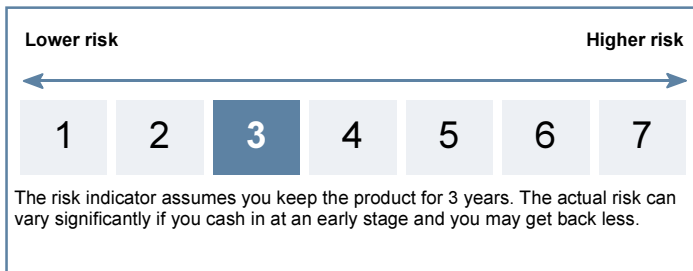 Lower risk Higher risk
1 2 3 4 5 6 7
The risk indicator assumes you keep the product for 3 years. The actual risk can
vary significantly if you cash in at an early stage and you may get back less.